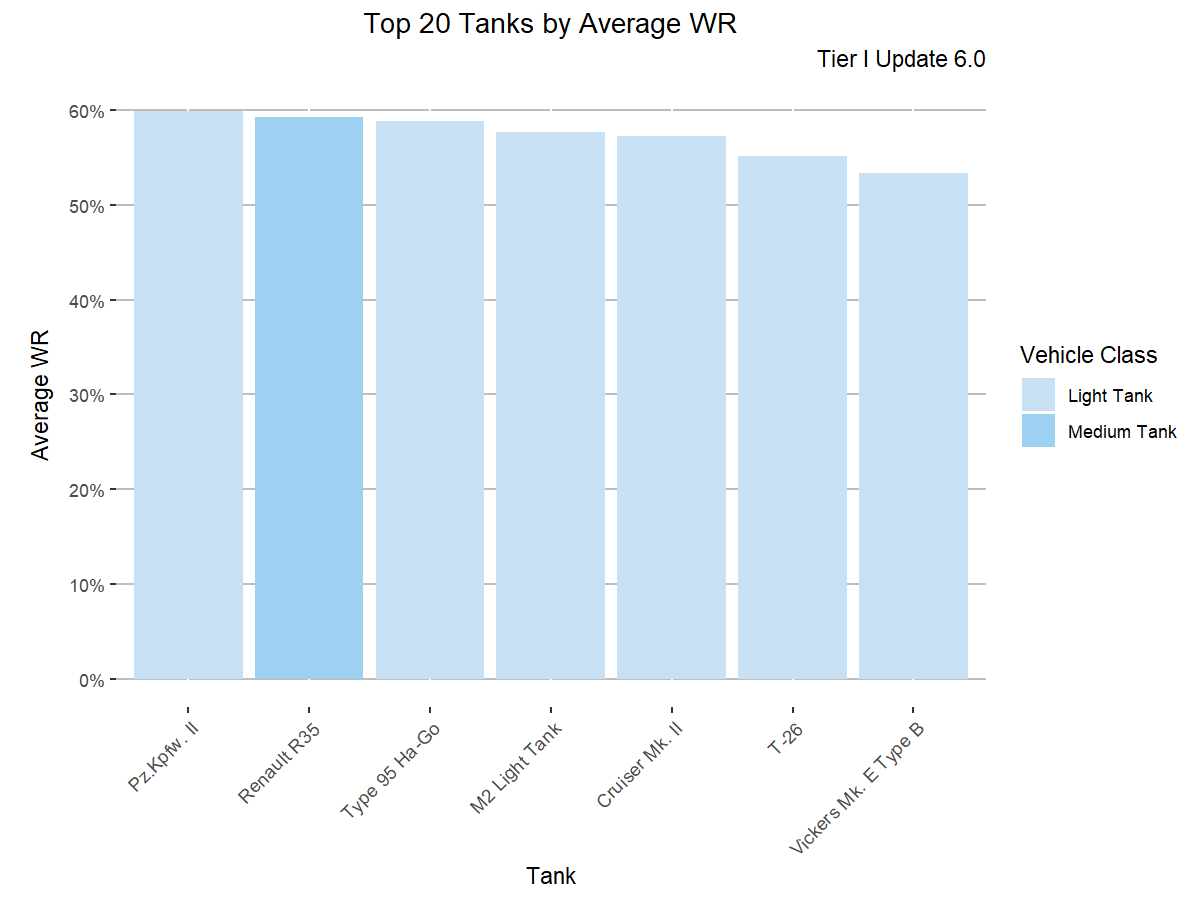 Top 20 Tanks by Average WR
Tier I Update 6.0
60%
50%
40%
30%
20%
10%
0%
Average WR
Pz.Kpfw. II
Renault R35
Type 95 Ha-Go
M2 Light Tank
Cruiser Mk. II
T-26
Vickers Mk. E Type B
Tank
Vehicle Class
Light Tank
Medium Tank